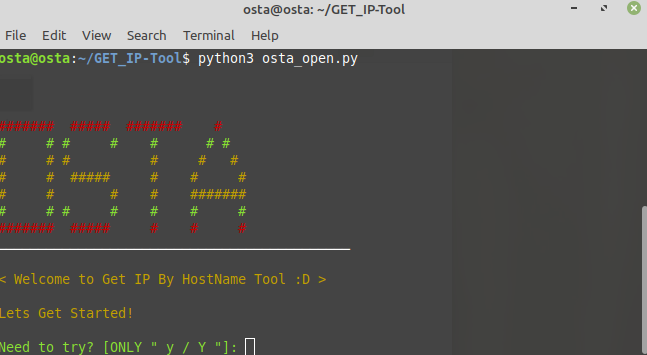 osta@osta: ~/GET_IP-Tool
File Edit View Search Terminal Help
osta@osta:~/GET_IP-Tool$ python3 osta_open.py
OSTA
< Welcome to Get IP By HostName Tool :D >
Lets Get Started!
Need to try? [ONLY " y / Y "]: